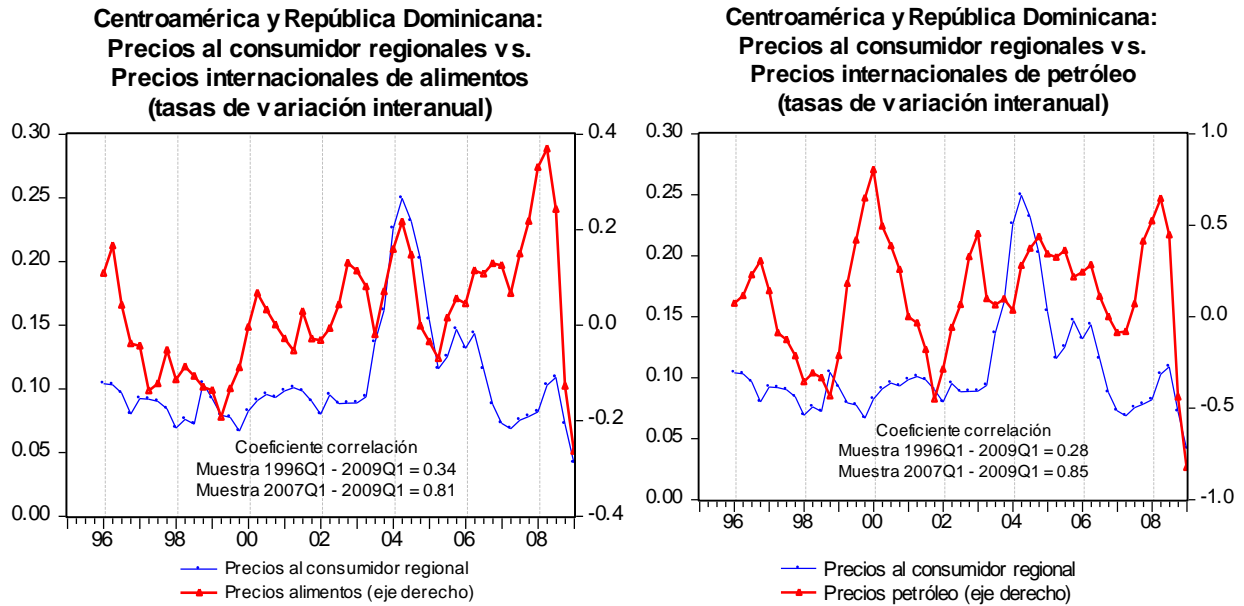 Centroamérica y República Dominicana:
Precios al consumidor regionales vs.
Precios internacionales de alimentos
(tasas de variación interanual)
0.30
0.25
0.20
0.15
0.10
0.05
0.00
0.4
0.2
0.0
-0.2
-0.4
Coeficiente correlación
Muestra 1996Q1 - 2009Q1 = 0.34
Muestra 2007Q1 - 2009Q1 = 0.81
96 98 00 02 04 06 08
Precios al consumidor regional
Precios alimentos (eje derecho)
Centroamérica y República Dominicana:
Precios al consumidor regionales vs.
Precios internacionales de petróleo
(tasas de variación interanual)
0.30
0.25
0.20
0.15
0.10
0.05
0.00
1.0
0.5
0.0
-0.5
-1.0
Coeficiente correlación
Muestra 1996Q1 - 2009Q1 = 0.28
Muestra 2007Q1 - 2009Q1 = 0.85
96 98 00 02 04 06 08
Precios al consumidor regional
Precios petróleo (eje derecho)